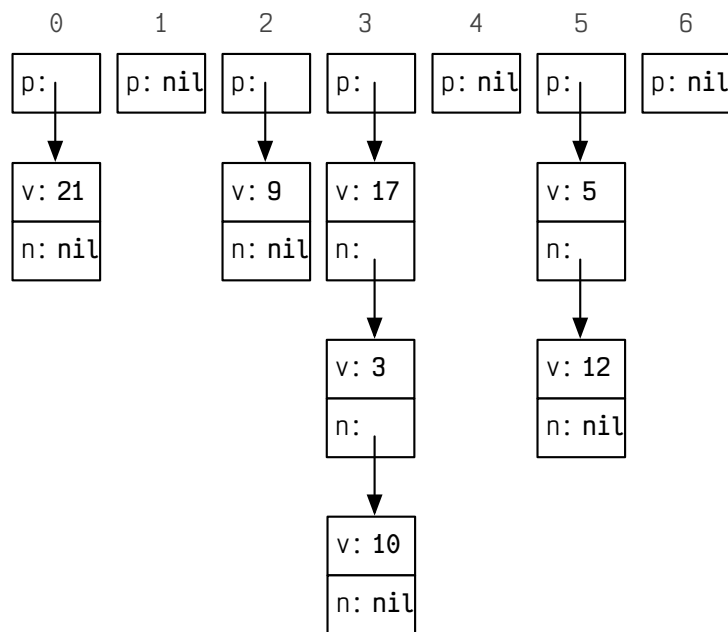 0 1 2 3 4 5 6
p: p: nil p: p: p: nil p: p: nil
v: 21 v: 9 v: 17 v: 5
n: nil n: nil n: n:
v: 3 v: 12
n: n: nil
v: 10
n: nil